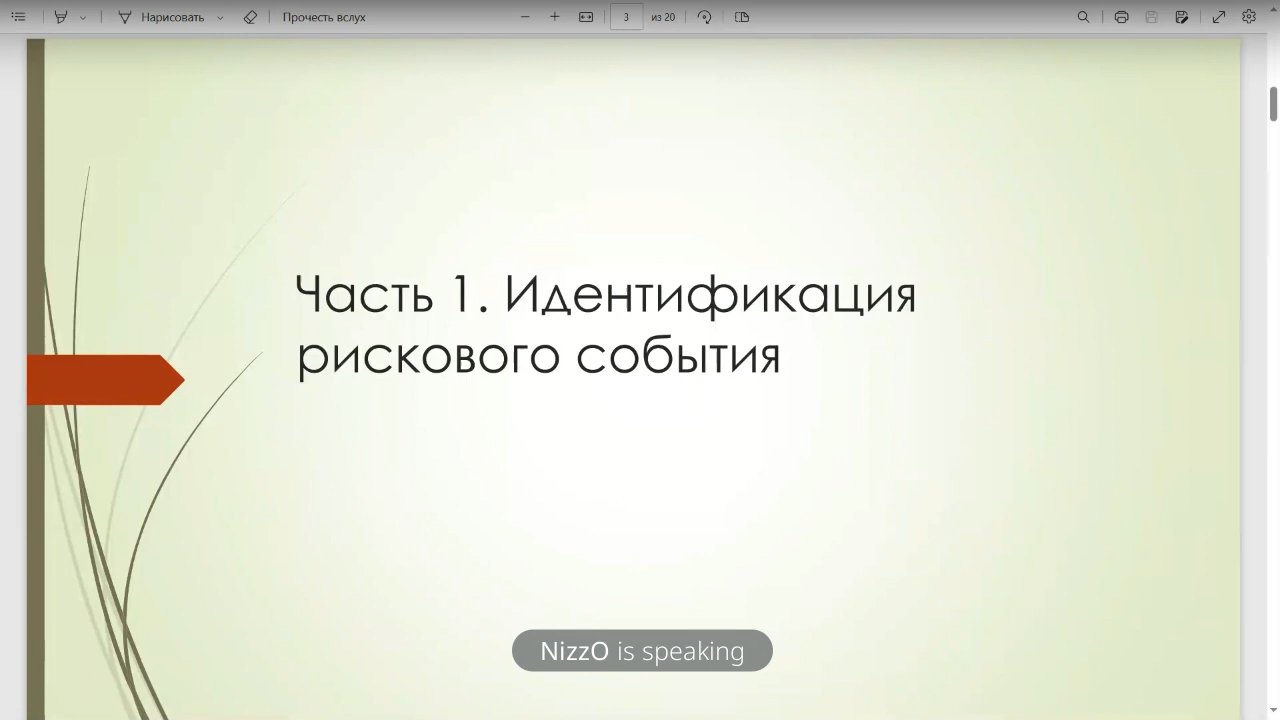 Нарисовать
Прочесть вслух
3 из 20
Часть 1. Идентификация
рискового события
NizzO is speaking